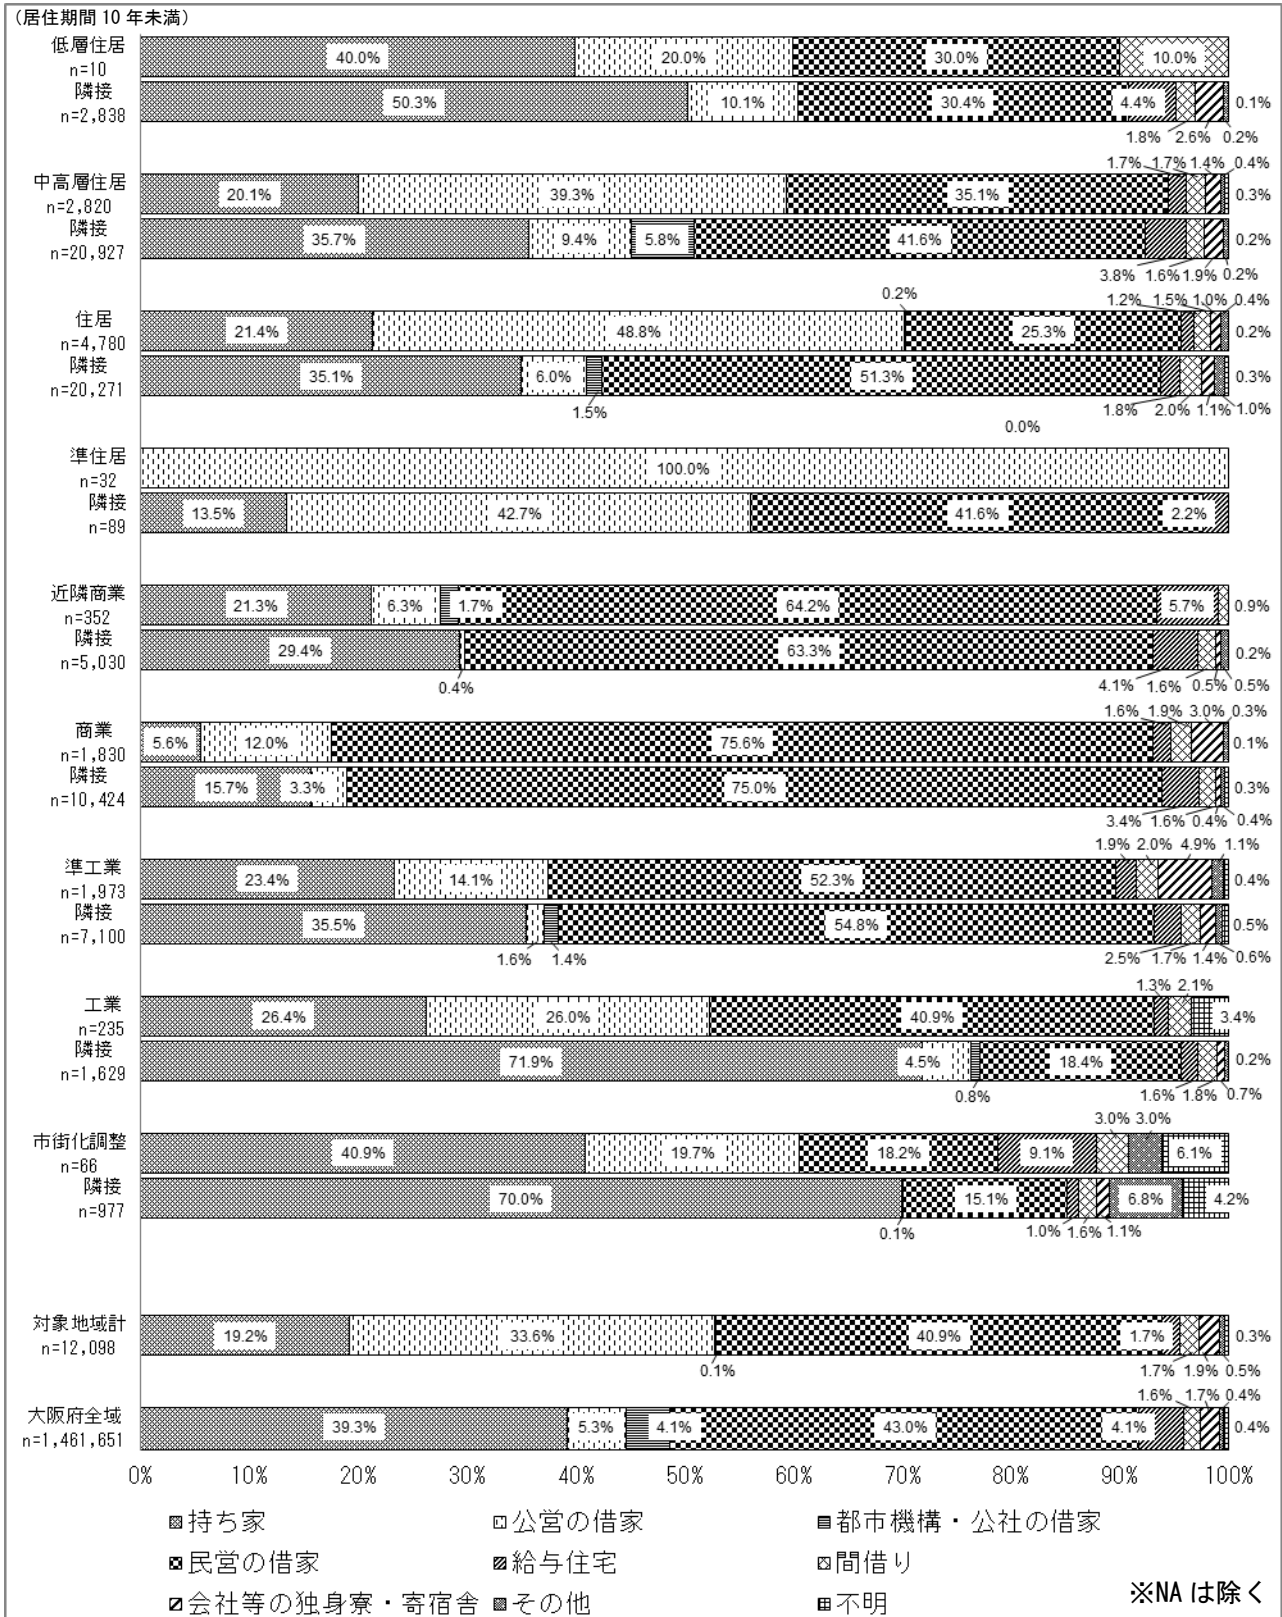 (居住期間10年未満)
低層住居
n=10
40.0% 20.0% 30.0% 10.0%
隣接
n=2,838
50.3% 10.1% 30.4% 4.4% 0.1%
1.8% 2.6% 0.2%
1.7% 1.7% 1.4% 0.4%
中高層住居
n=2,820
20.1% 39.3% 35.1% 0.3%
隣接
n=20,927
35.7% 9.4% 5.8% 41.6% 0.2%
3.8% 1.6% 1.9% 0.2%
0.2% 1.2% 1.5% 1.0% 0.4%
住居
n=4,780
21.4% 48.8% 25.3% 0.2%
隣接
n=20,271
35.1% 6.0% 51.3% 0.3%
1.5% 1.8% 2.0% 1.1% 1.0%
0.0%
準住居
n=32
100.0%
隣接
n=89
13.5% 42.7% 41.6% 2.2%
近隣商業
n=352
21.3% 6.3% 1.7% 64.2% 5.7% 0.9%
隣接
n=5,030
29.4% 63.3% 0.2%
0.4% 4.1% 1.6% 0.5% 0.5%
1.6% 1.9% 3.0% 0.3%
商業
n=1,830
5.6% 12.0% 75.6% 0.1%
隣接
n=10,424
15.7% 3.3% 75.0% 0.3%
3.4% 1.6% 0.4% 0.4%
1.9% 2.0% 4.9% 1.1%
準工業
n=1,973
23.4% 14.1% 52.3% 0.4%
隣接
n=7,100
35.5% 54.8% 0.5%
1.6% 1.4% 2.5% 1.7% 1.4% 0.6%
1.3% 2.1%
工業
n=235
26.4% 26.0% 40.9% 3.4%
隣接
n=1,629
71.9% 4.5% 18.4% 0.2%
0.8% 1.6% 1.8% 0.7%
3.0% 3.0%
市街化調整
n=66
40.9% 19.7% 18.2% 9.1% 6.1%
隣接
n=977
70.0% 15.1% 6.8% 4.2%
0.1% 1.0% 1.6% 1.1%
対象地域計
n=12,098
19.2% 33.6% 40.9% 1.7% 0.3%
0.1% 1.7% 1.9% 0.5%
1.6% 1.7% 0.4%
大阪府全域
n=1,461,651
39.3% 5.3% 4.1% 43.0% 4.1% 0.4%
0% 10% 20% 30% 40% 50% 60% 70% 80% 90% 100%
持ち家 公営の借家 都市機構・公社の借家
民営の借家 給与住宅 間借り
会社等の独身寮・寄宿舎 その他 不明
※NAは除く